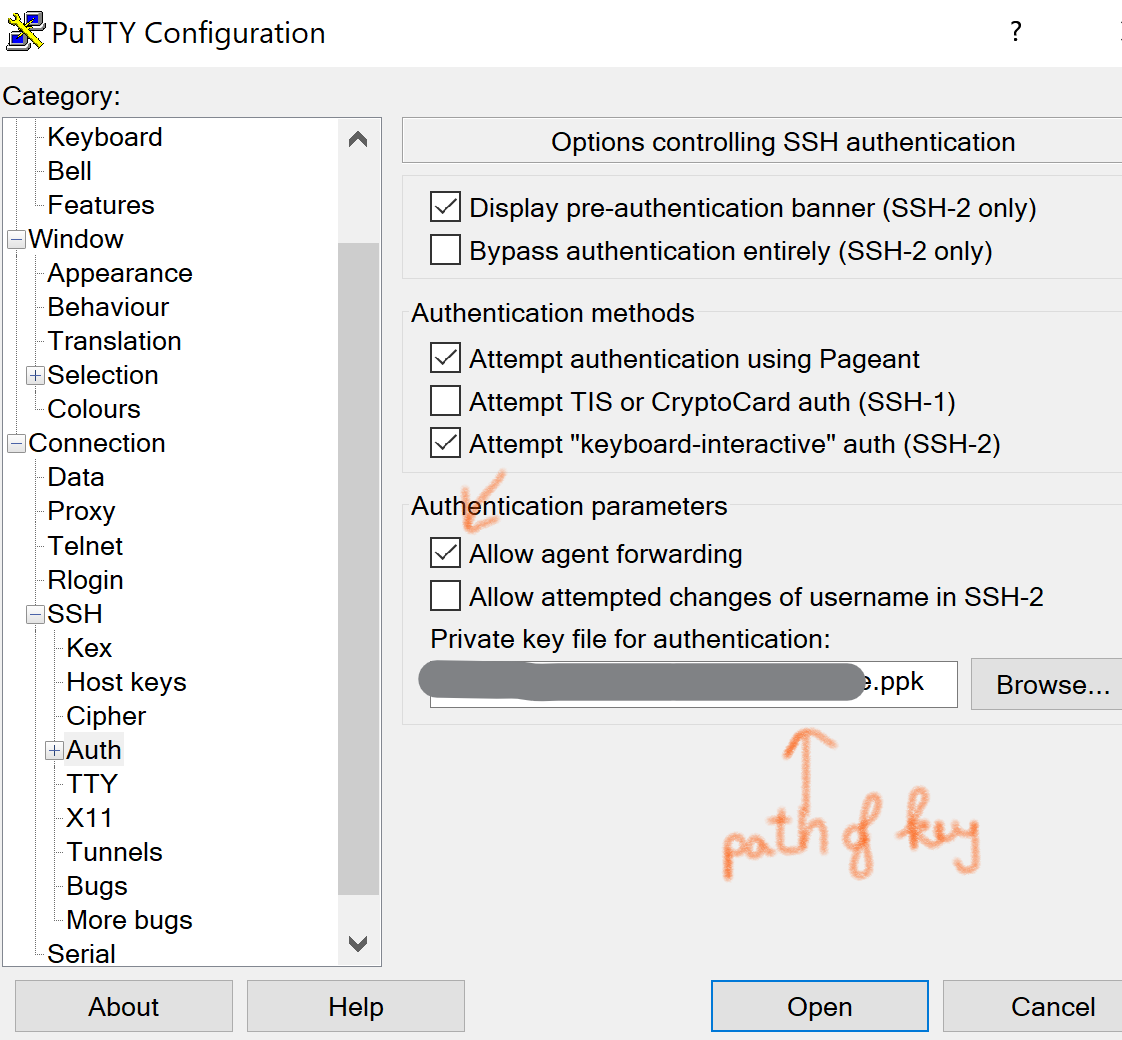 PuTTY Configuration
?
Category:
Keyboard
Bell
Features
Window
Appearance
Behaviour
Translation
Selection
Colours
Connection
Data
Proxy
Telnet
Rlogin
SSH
Kex
Host keys
Cipher
Auth
TTY
X11
Tunnels
Bugs
More bugs
Serial
Options controlling SSH authentication
Display pre-authentication banner (SSH-2 only)
Bypass authentication entirely (SSH-2 only)
Authentication methods
Attempt authentication using Pageant
Attempt TIS or CryptoCard auth (SSH-1)
Attempt "keyboard-interactive" auth (SSH-2)
Authentication parameters
Allow agent forwarding
Allow attempted changes of username in SSH-2
Private key file for authentication:
e.ppk
Browse...
path of key
About
Help
Open
Cancel